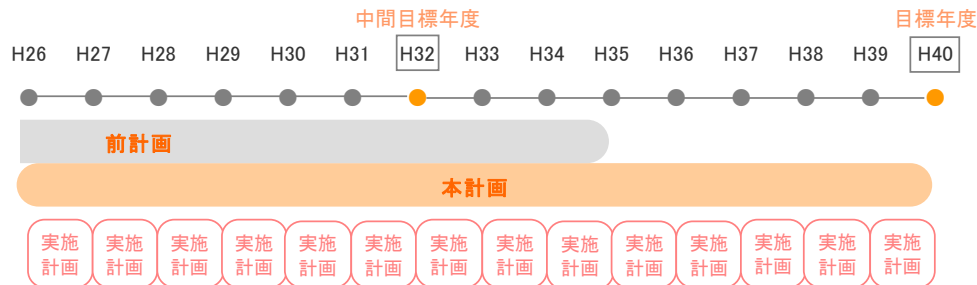 中間目標年度 目標年度
H26 H27 H28 H29 H30 H31 H32 H33 H34 H35 H36 H37 H38 H39 H40
前計画
本計画
実施 実施 実施 実施 実施 実施 実施 実施 実施 実施 実施 実施 実施 実施
計画 計画 計画 計画 計画 計画 計画 計画 計画 計画 計画 計画 計画 計画